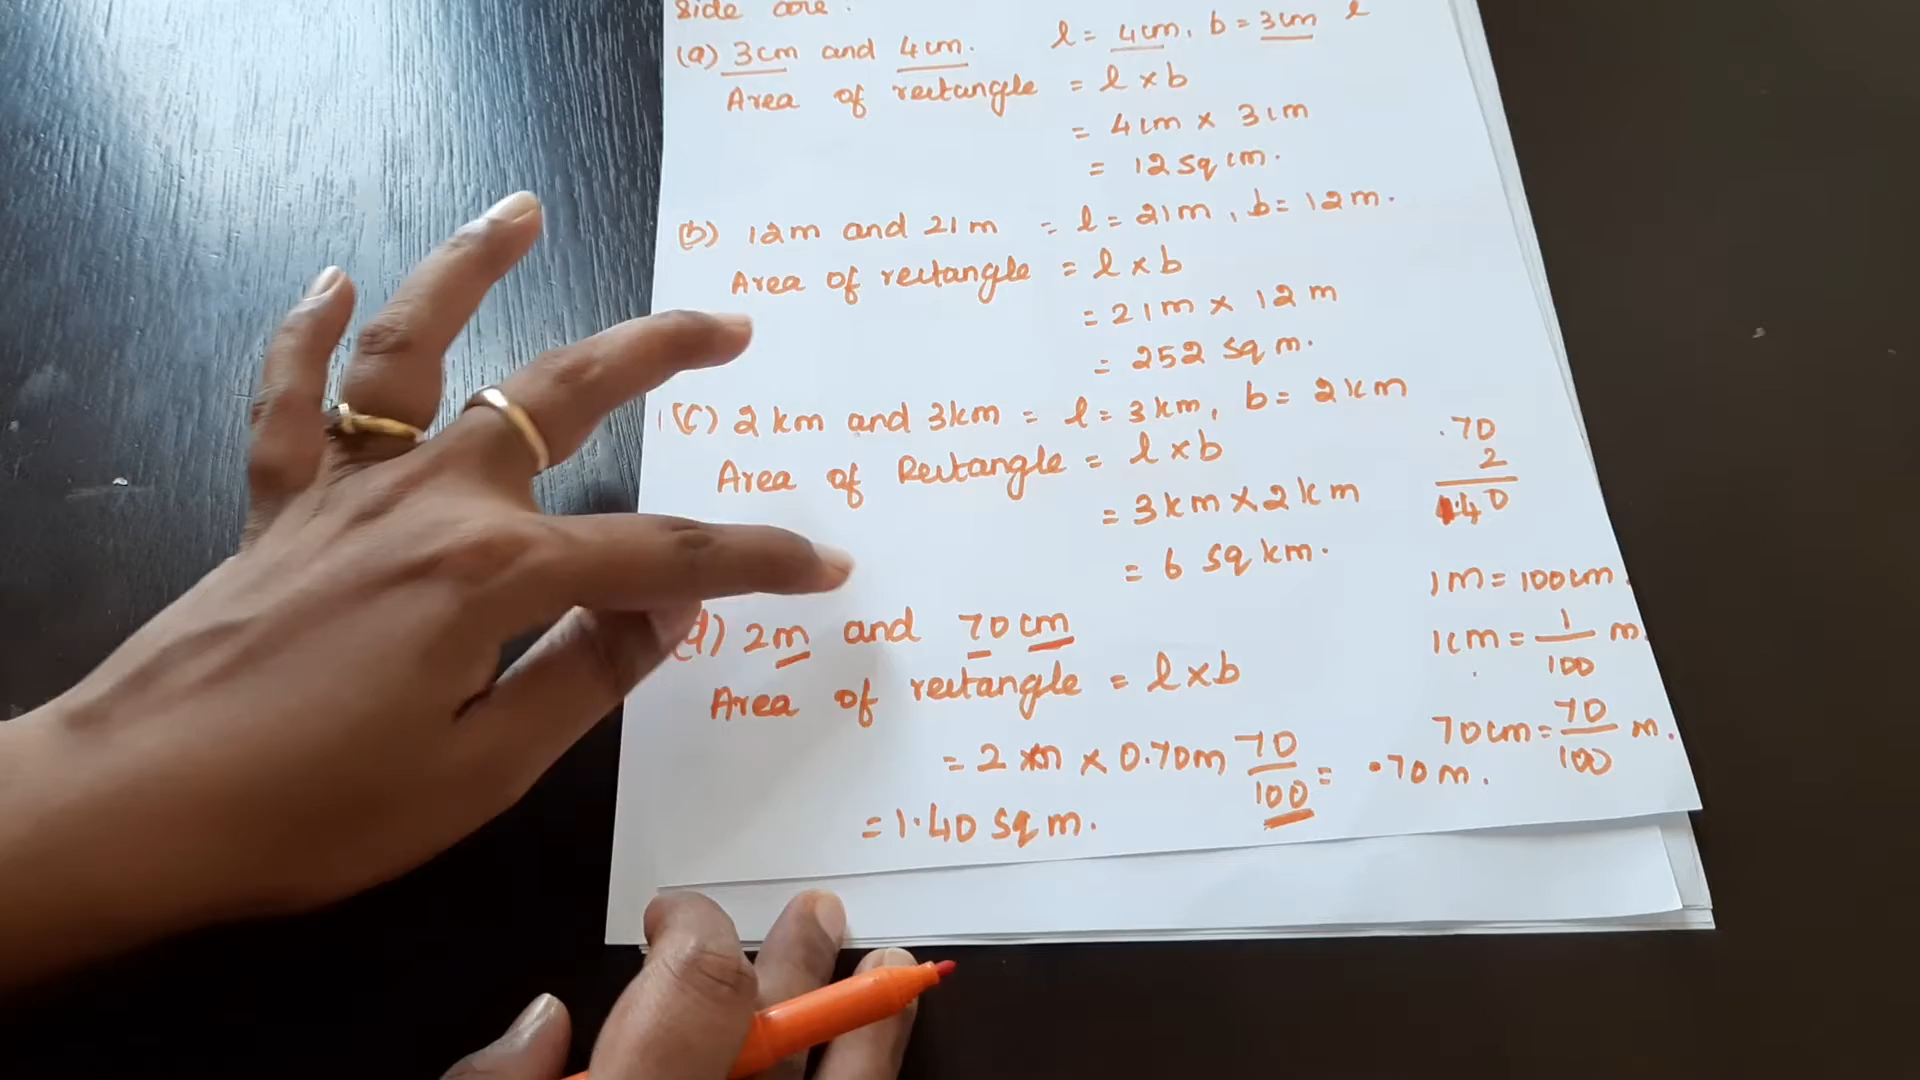 side are:
(a) 3cm and 4cm. l = 4cm, b = 3cm l
Area of rectangle = l × b
= 4cm × 3cm
= 12 sq cm.
(b) 12m and 21m = l = 21m, b = 12m.
Area of rectangle = l × b
= 21m × 12m
= 252 sq m.
(c) 2km and 3km = l = 3km, b = 2km
Area of Rectangle = l × b
= 3km × 2km
= 6 sq km.
.70
2
1.40
1m = 100cm.
1cm = 1/100 m.
70cm = 70/100 m.
d) 2m and 70cm
Area of rectangle = l × b
= 2 m × 0.70m 70/100 = .70m.
= 1.40 sq m.